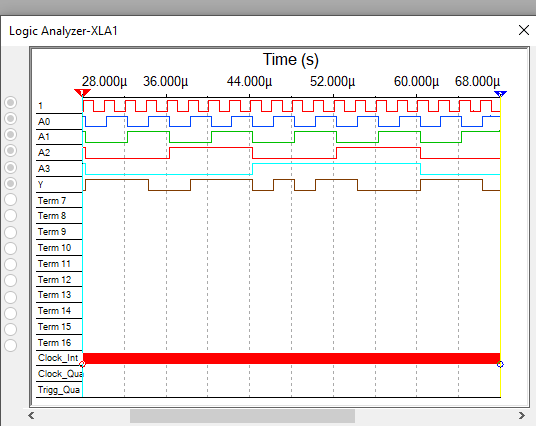 Logic Analyzer-XLA1
Time (s)
28.000µ 36.000µ 44.000µ 52.000µ 60.000µ 68.000µ
1
A0
A1
A2
A3
Y
Term 7
Term 8
Term 9
Term 10
Term 11
Term 12
Term 13
Term 14
Term 15
Term 16
Clock_Int
Clock_Qua
Trigg_Qua